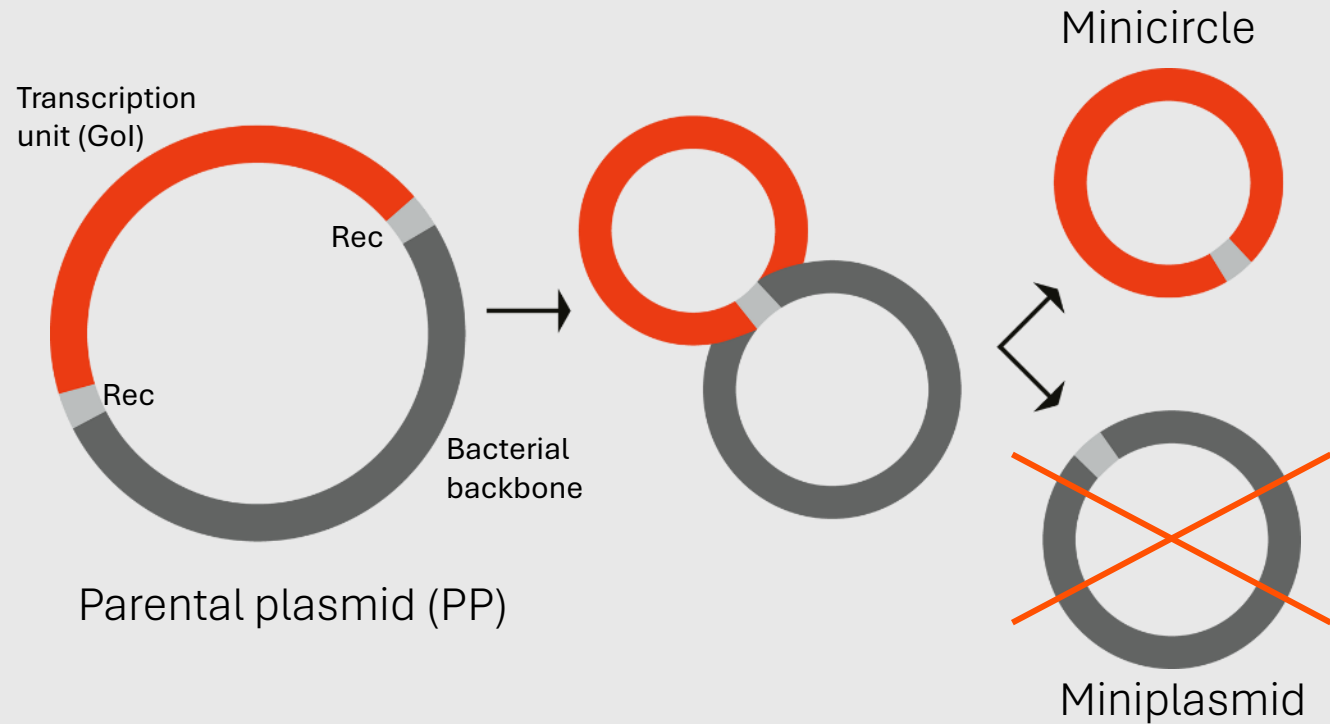 Minicircle
Transcription
unit (GoI)
Rec
Rec
Bacterial
backbone
Parental plasmid (PP)
Miniplasmid